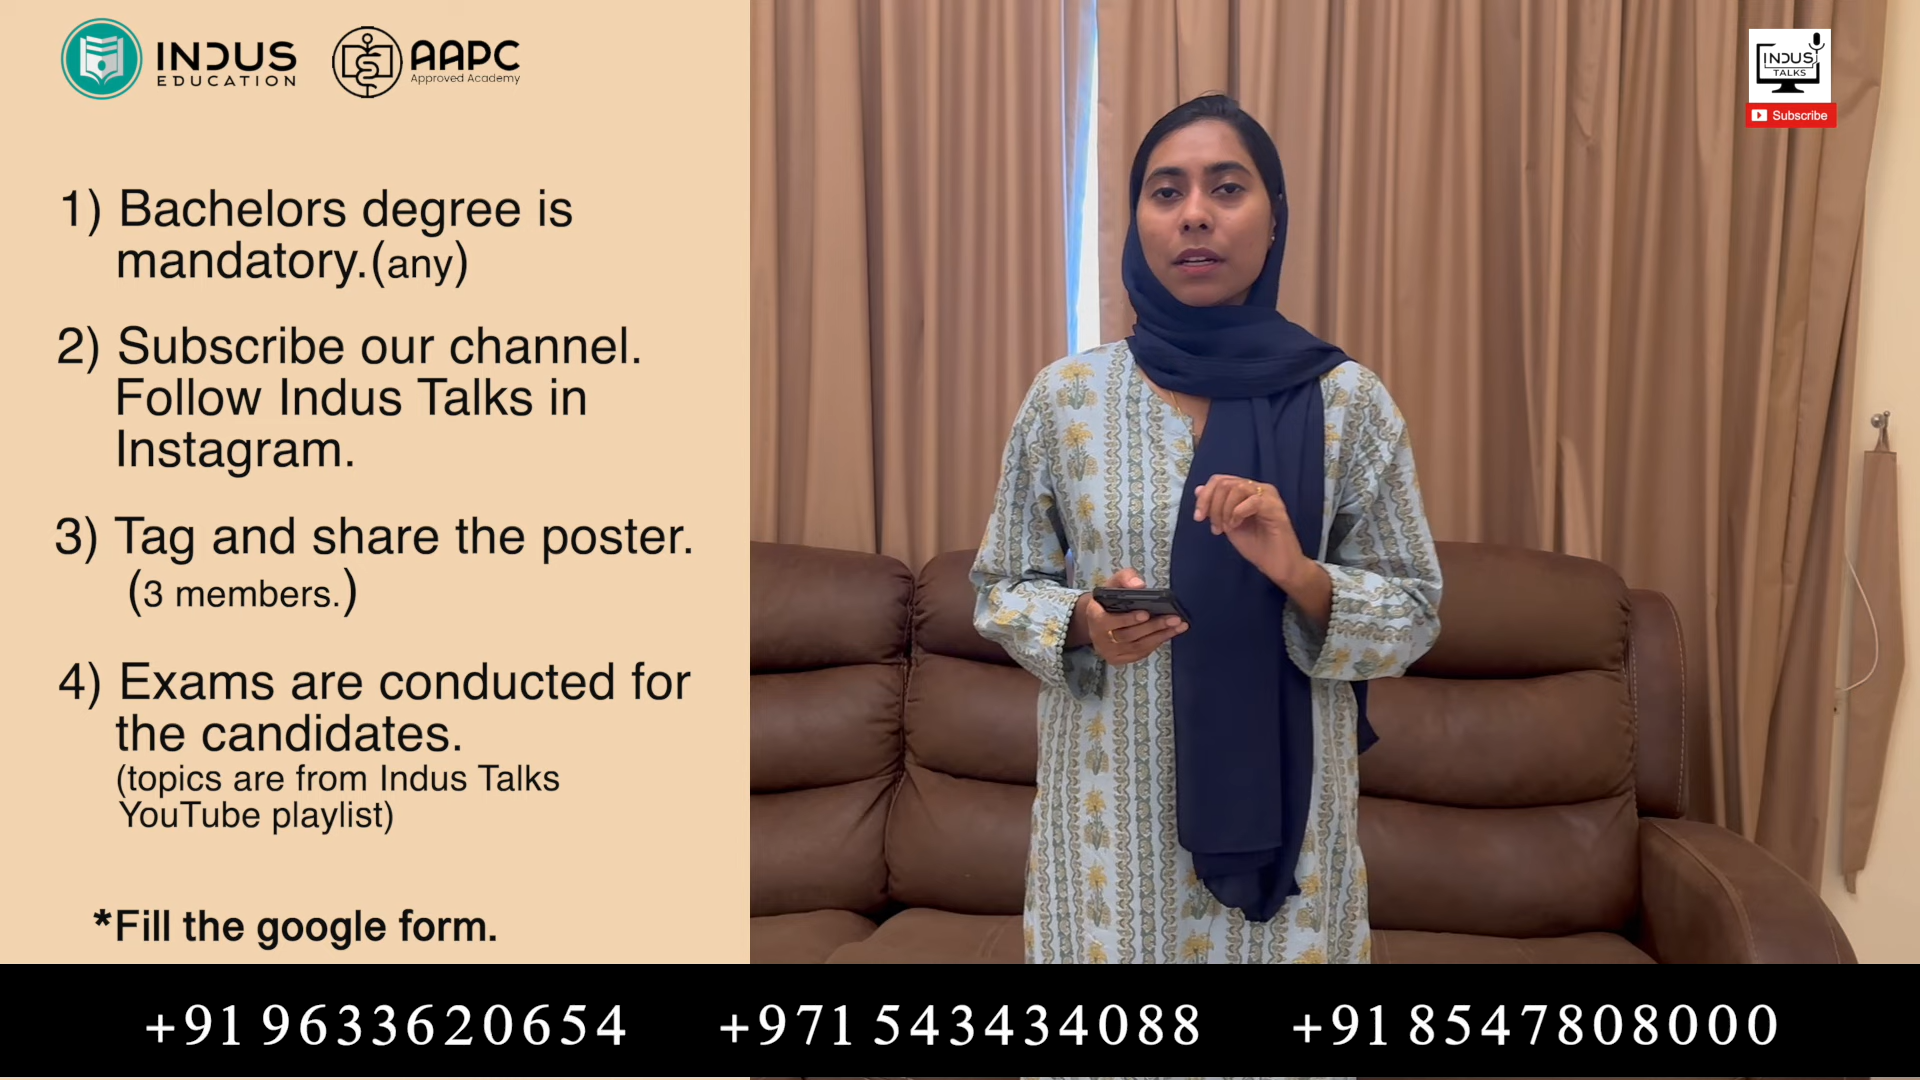 INDUS
EDUCATION
AAPC
Approved Academy
INDUS
TALKS
Subscribe
1) Bachelors degree is
mandatory.(any)
2) Subscribe our channel.
Follow Indus Talks in
Instagram.
3) Tag and share the poster.
(3 members.)
4) Exams are conducted for
the candidates.
(topics are from Indus Talks
YouTube playlist)
*Fill the google form.
+91 9633620654
+971 543434088
+91 8547808000